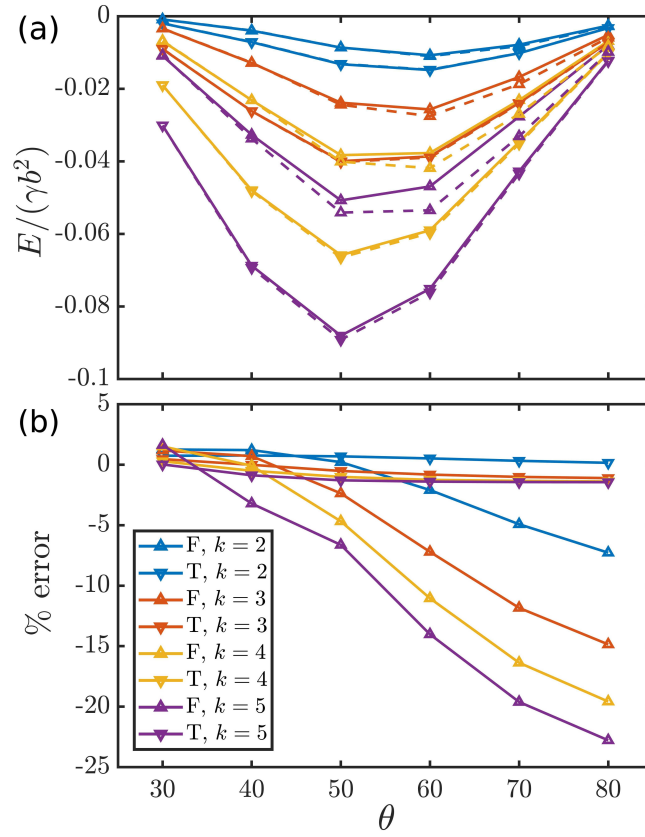 (a)
0
-0.02
-0.04
-0.06
-0.08
-0.1
E/(γb²)
(b)
5
0
-5
-10
-15
-20
-25
% error
F, k = 2
T, k = 2
F, k = 3
T, k = 3
F, k = 4
T, k = 4
F, k = 5
T, k = 5
30 40 50 60 70 80
θ